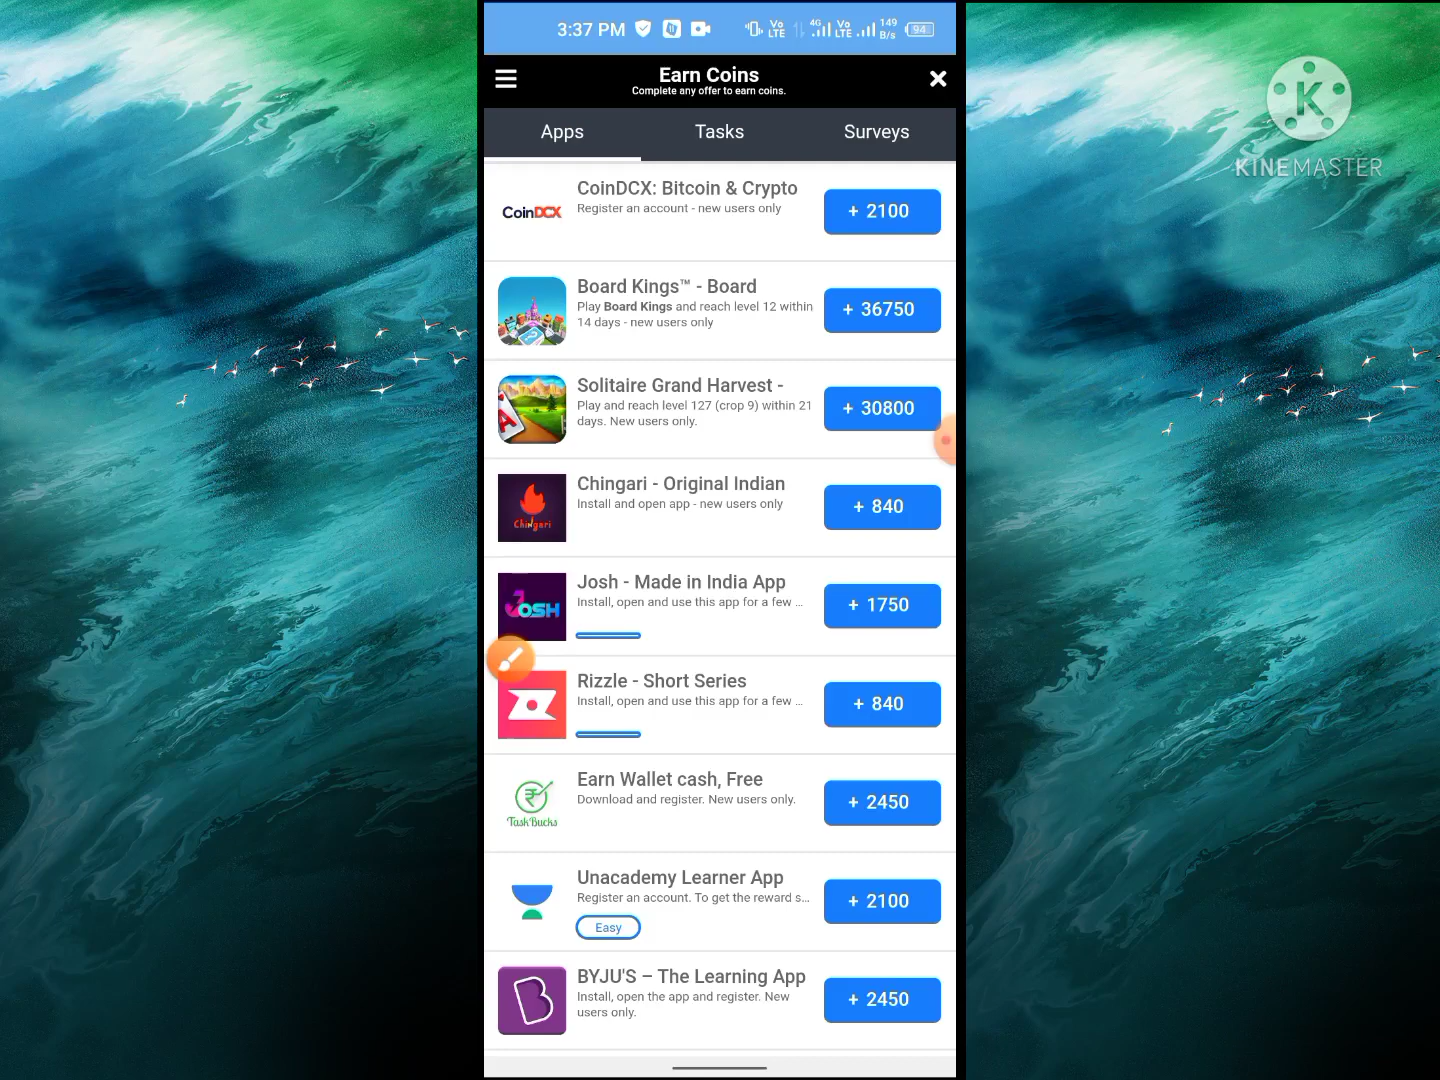 3:37 PM
Vo
LTE
4G
Vo
LTE
149
B/s
94
Earn Coins
Complete any offer to earn coins.
Apps
Tasks
Surveys
K
KINEMASTER
CoinDCX
CoinDCX: Bitcoin & Crypto
Register an account - new users only
+ 2100
Board Kings™ - Board
Play Board Kings and reach level 12 within
14 days - new users only
+ 36750
A
Solitaire Grand Harvest -
Play and reach level 127 (crop 9) within 21
days. New users only.
+ 30800
Chingari
Chingari - Original Indian
Install and open app - new users only
+ 840
JOSH
Josh - Made in India App
Install, open and use this app for a few ...
+ 1750
Rizzle - Short Series
Install, open and use this app for a few ...
+ 840
₹
TaskBucks
Earn Wallet cash, Free
Download and register. New users only.
+ 2450
Unacademy Learner App
Register an account. To get the reward s...
Easy
+ 2100
B
BYJU'S – The Learning App
Install, open the app and register. New
users only.
+ 2450